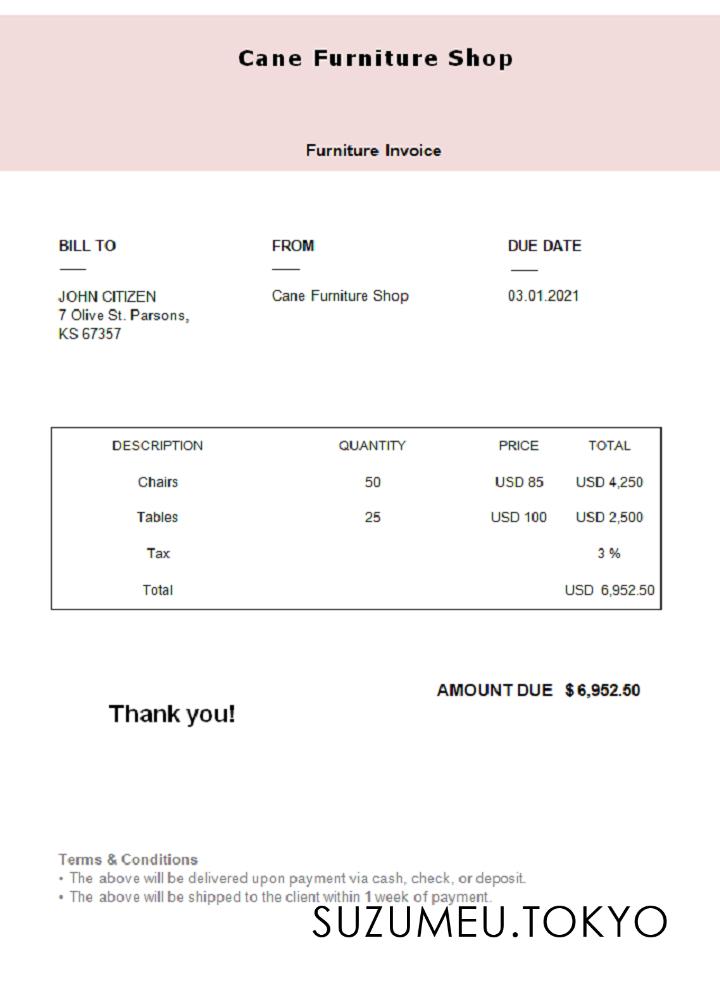 Cane Furniture Shop
Furniture Invoice
BILL TO FROM DUE DATE
JOHN CITIZEN Cane Furniture Shop 03.01.2021
7 Olive St. Parsons,
KS 67357
DESCRIPTION QUANTITY PRICE TOTAL
Chairs 50 USD 85 USD 4,250
Tables 25 USD 100 USD 2,500
Tax 3 %
Total USD 6,952.50
AMOUNT DUE $ 6,952.50
Thank you!
Terms & Conditions
• The above will be delivered upon payment via cash, check, or deposit.
• The above will be shipped to the client within 1 week of payment.
SUZUMEU.TOKYO